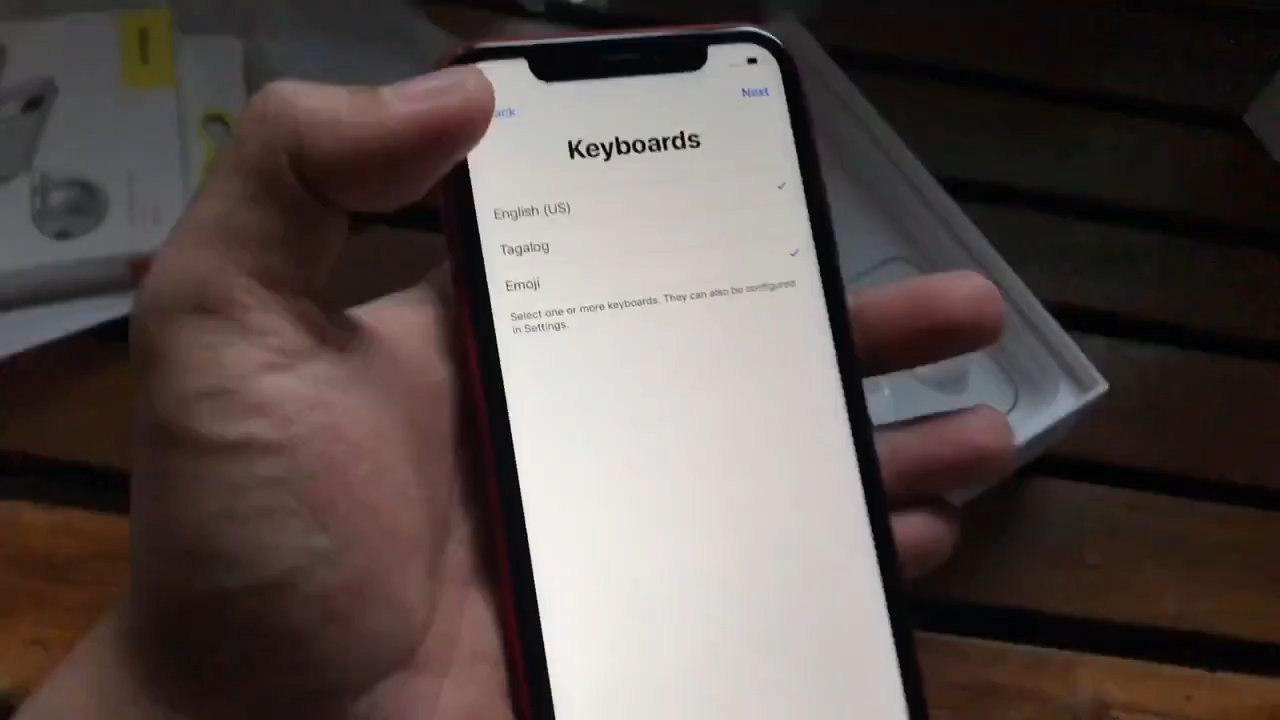 Next
Keyboards
English (US)
Tagalog
Emoji
Select one or more keyboards. They can also be configured
in Settings.